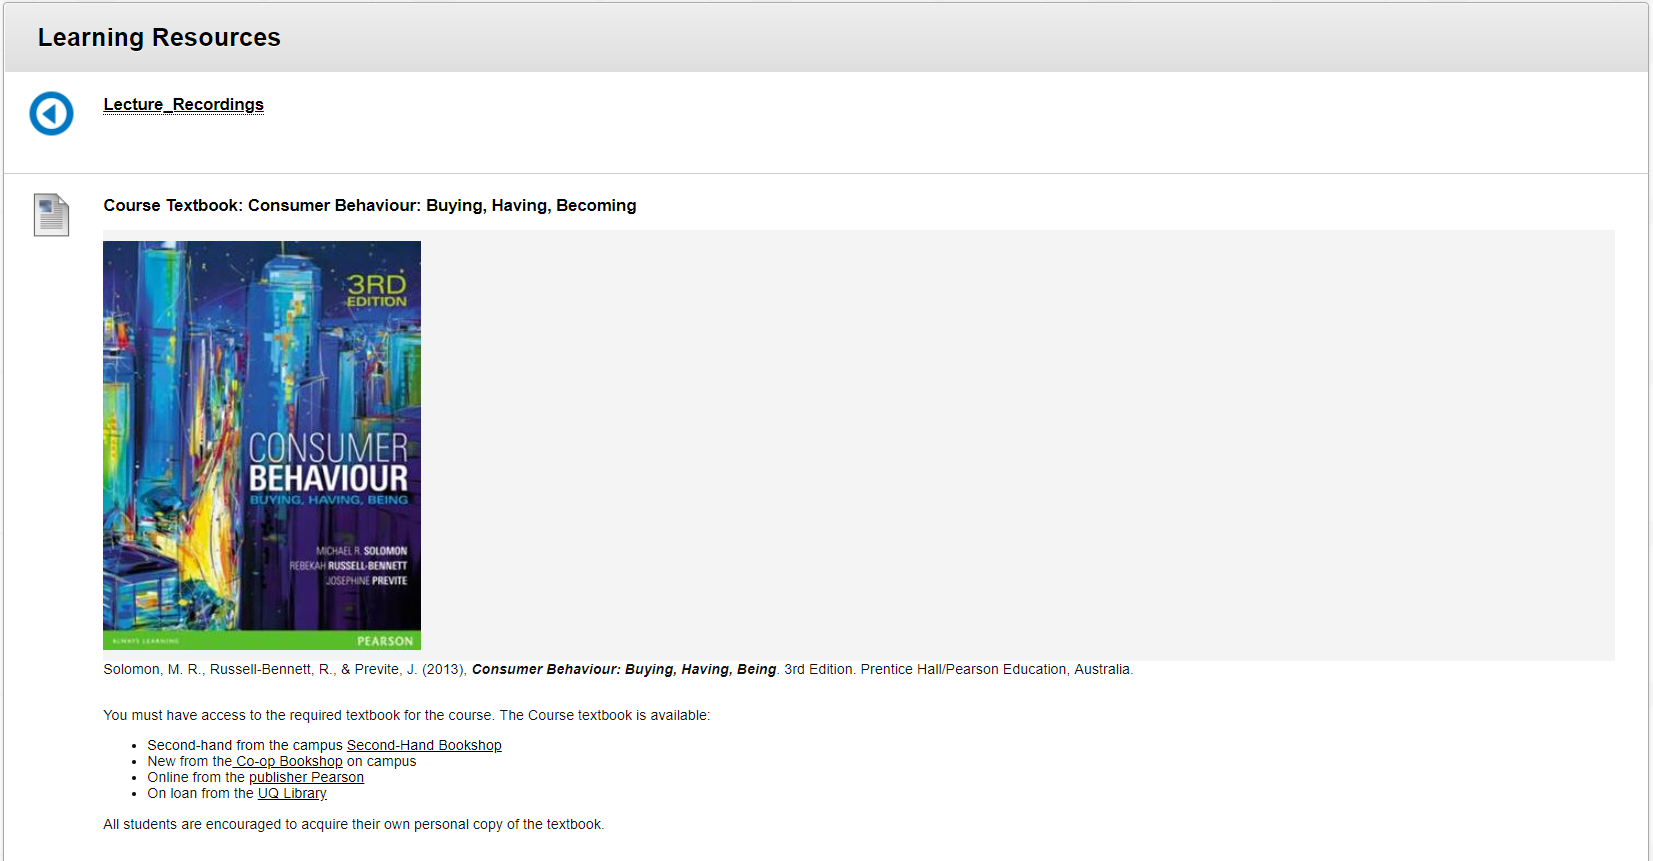 Learning Resources
Lecture_Recordings
Course Textbook: Consumer Behaviour: Buying, Having, Becoming
3RD
EDITION
CONSUMER
BEHAVIOUR
BUYING, HAVING, BEING
MICHAEL R. SOLOMON
REBEKAH RUSSELL-BENNETT
JOSEPHINE PREVITE
ALWAYS LEARNING
PEARSON
Solomon, M. R., Russell-Bennett, R., & Previte, J. (2013), Consumer Behaviour: Buying, Having, Being. 3rd Edition. Prentice Hall/Pearson Education, Australia.
You must have access to the required textbook for the course. The Course textbook is available:
• Second-hand from the campus Second-Hand Bookshop
• New from the Co-op Bookshop on campus
• Online from the publisher Pearson
• On loan from the UQ Library
All students are encouraged to acquire their own personal copy of the textbook.